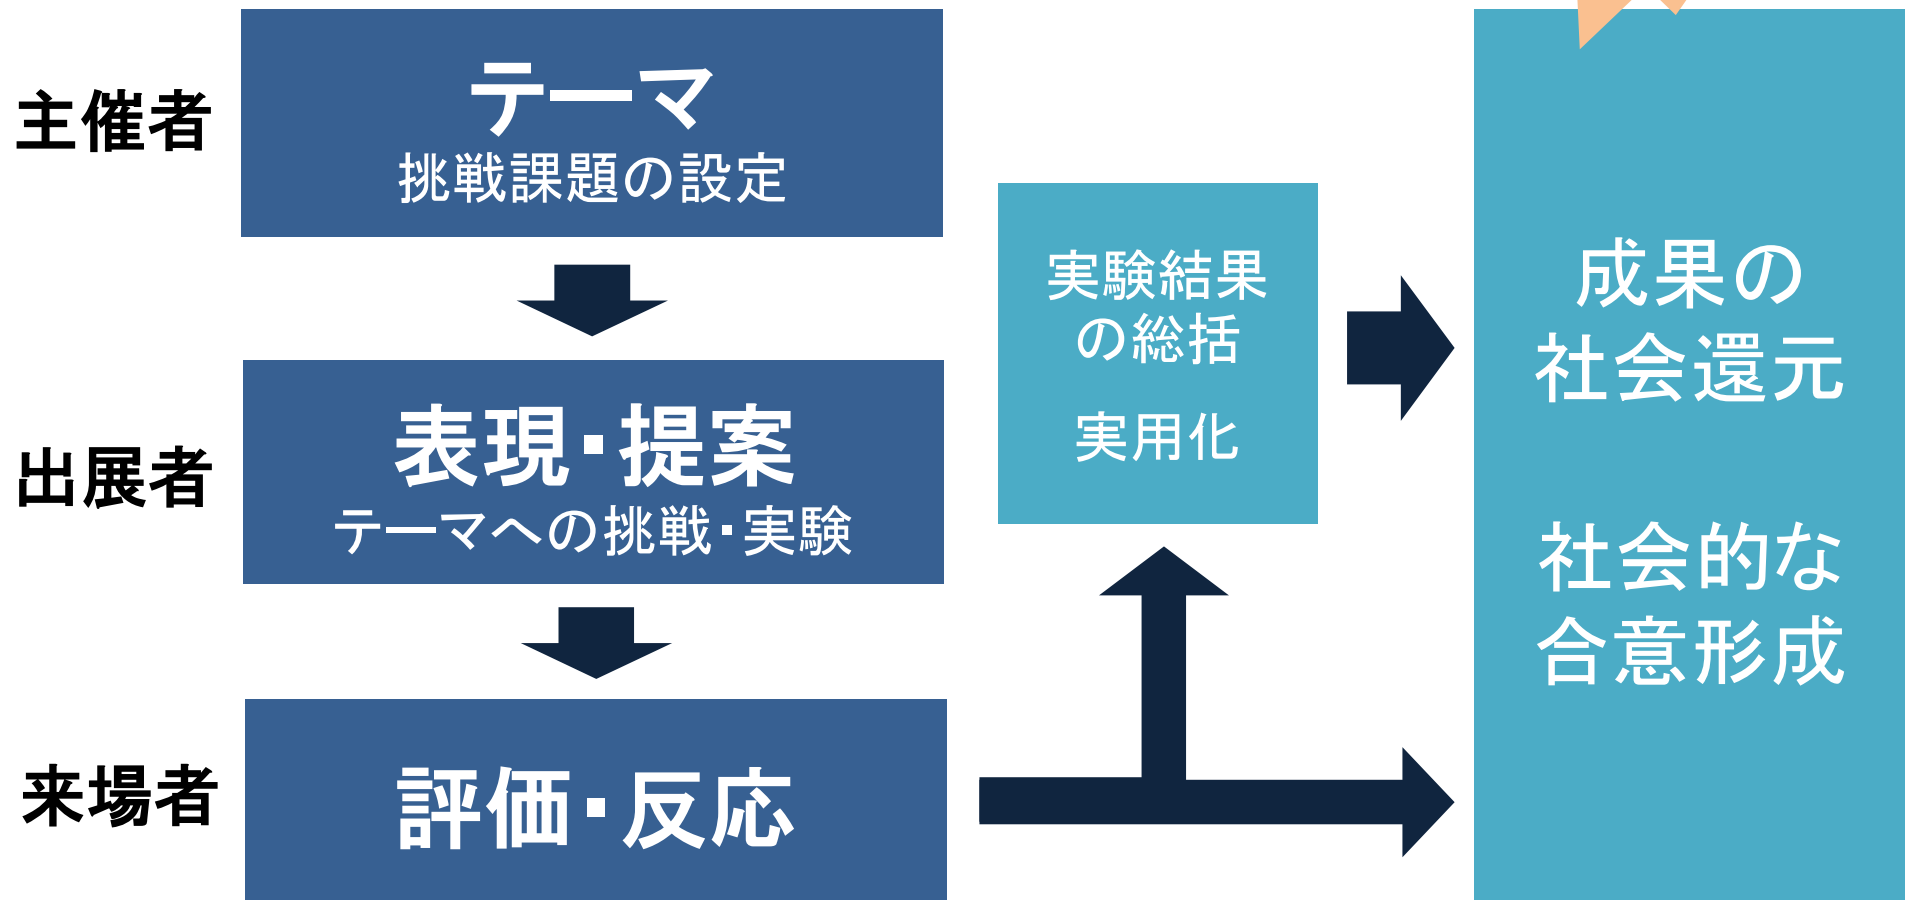 主催者
テーマ
挑戦課題の設定
出展者
表現・提案
テーマへの挑戦・実験
来場者
評価・反応
実験結果
の総括
実用化
成果の
社会還元
社会的な
合意形成